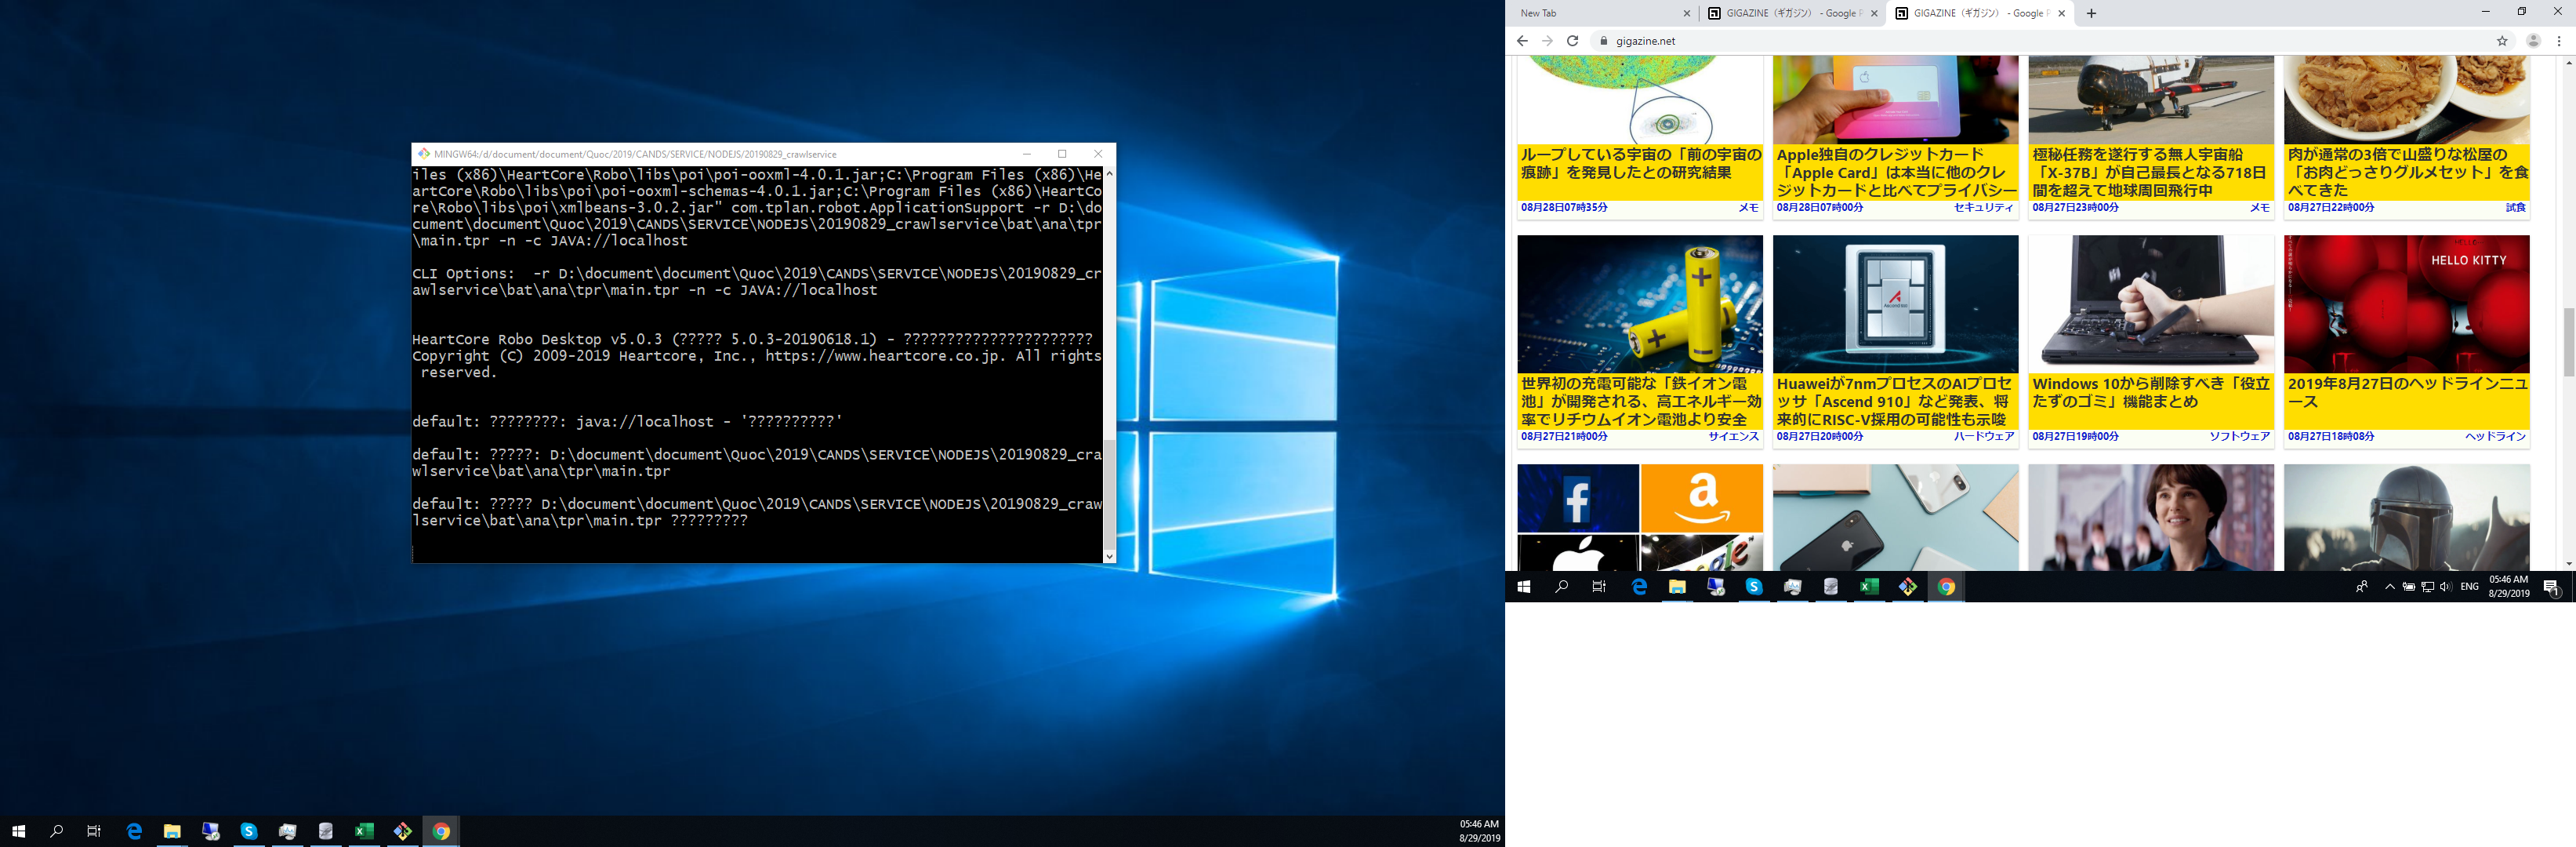 MINGW64:/d/document/document/Quoc/2019/CANDS/SERVICE/NODEJS/20190829_crawlservice
iles (x86)\HeartCore\Robo\libs\poi\poi-ooxml-4.0.1.jar;C:\Program Files (x86)\He
artCore\Robo\libs\poi\poi-ooxml-schemas-4.0.1.jar;C:\Program Files (x86)\HeartCo
re\Robo\libs\poi\xmlbeans-3.0.2.jar" com.tplan.robot.ApplicationSupport -r D:\do
cument\document\Quoc\2019\CANDS\SERVICE\NODEJS\20190829_crawlservice\bat\ana\tpr
\main.tpr -n -c JAVA://localhost
CLI Options:  -r D:\document\document\Quoc\2019\CANDS\SERVICE\NODEJS\20190829_cr
awlservice\bat\ana\tpr\main.tpr -n -c JAVA://localhost
HeartCore Robo Desktop v5.0.3 (????? 5.0.3-20190618.1) - ??????????????????????
Copyright (C) 2009-2019 Heartcore, Inc., https://www.heartcore.co.jp. All rights
reserved.
default: ????????: java://localhost - '??????????'
default: ?????: D:\document\document\Quoc\2019\CANDS\SERVICE\NODEJS\20190829_cra
wlservice\bat\ana\tpr\main.tpr
default: ????? D:\document\document\Quoc\2019\CANDS\SERVICE\NODEJS\20190829_craw
lservice\bat\ana\tpr\main.tpr ?????????
05:46 AM
8/29/2019
New Tab
GIGAZINE（ギガジン） - Google P
GIGAZINE（ギガジン） - Google P
gigazine.net
ループしている宇宙の「前の宇宙の
痕跡」を発見したとの研究結果
08月28日07時35分 メモ
Apple独自のクレジットカード
「Apple Card」は本当に他のクレ
ジットカードと比べてプライバシー
08月28日07時00分 セキュリティ
極秘任務を遂行する無人宇宙船
「X-37B」が自己最長となる718日
間を超えて地球周回飛行中
08月27日23時00分 メモ
肉が通常の3倍で山盛りな松屋の
「お肉どっさりグルメセット」を食
べてきた
08月27日22時00分 試食
Ascend 910
HELLO KITTY
世界初の充電可能な「鉄イオン電
池」が開発される、高エネルギー効
率でリチウムイオン電池より安全
08月27日21時00分 サイエンス
Huaweiが7nmプロセスのAIプロセ
ッサ「Ascend 910」など発表、将
来的にRISC-V採用の可能性も示唆
08月27日20時00分 ハードウェア
Windows 10から削除すべき「役立
たずのゴミ」機能まとめ
08月27日19時00分 ソフトウェア
2019年8月27日のヘッドラインニュ
ース
08月27日18時08分 ヘッドライン
Google
ENG
05:46 AM
8/29/2019
1